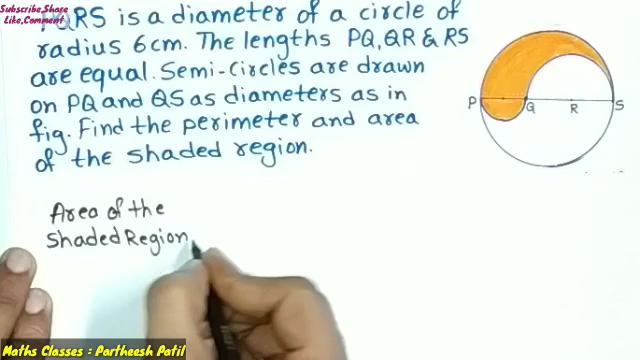 Subscribe,Share
Like,Comment
PQRS is a diameter of a circle of
radius 6cm. The lengths PQ, QR & RS
are equal. Semi-Circles are drawn
on PQ and QS as diameters as in
fig. Find the perimeter and area
of the shaded region.
P Q R S
Area of the
Shaded Region
Maths Classes : Partheesh Patil